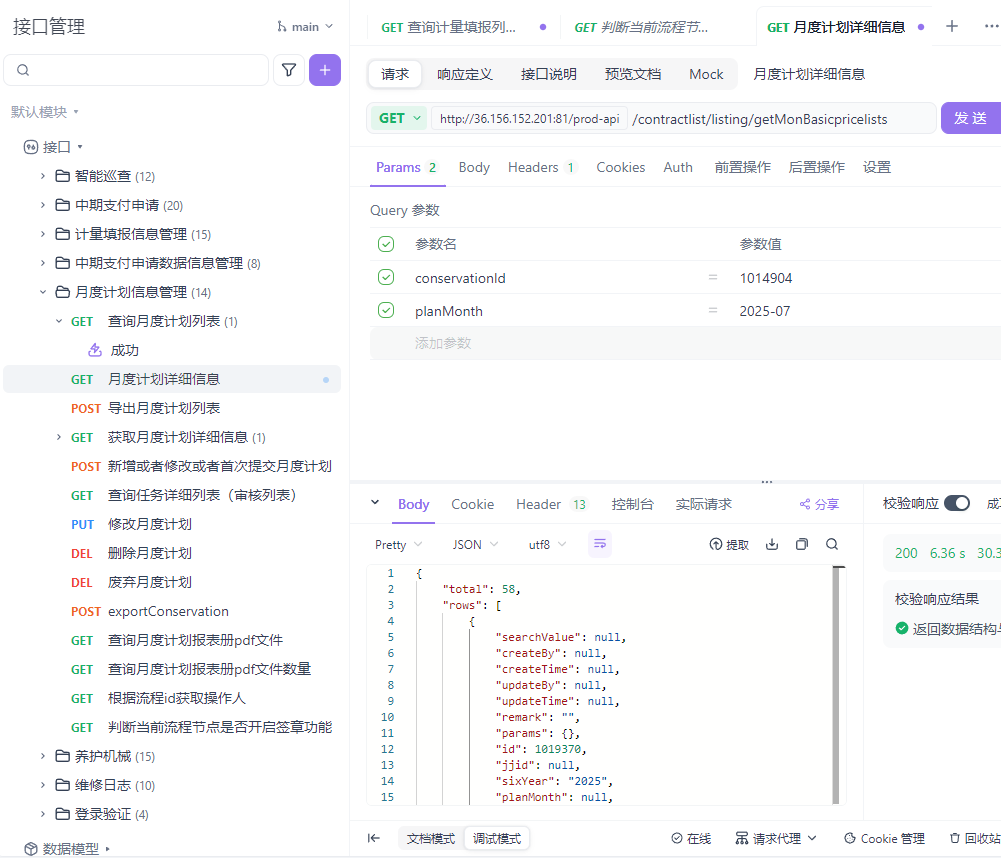 接口管理
main
默认模块
接口
智能巡查 (12)
中期支付申请 (20)
计量填报信息管理 (15)
中期支付申请数据信息管理 (8)
月度计划信息管理 (14)
GET 查询月度计划列表 (1)
成功
GET 月度计划详细信息
POST 导出月度计划列表
GET 获取月度计划详细信息 (1)
POST 新增或者修改或者首次提交月度计划
GET 查询任务详细列表（审核列表）
PUT 修改月度计划
DEL 删除月度计划
DEL 废弃月度计划
POST exportConservation
GET 查询月度计划报表册pdf文件
GET 查询月度计划报表册pdf文件数量
GET 根据流程id获取操作人
GET 判断当前流程节点是否开启签章功能
养护机械 (15)
维修日志 (10)
登录验证 (4)
数据模型
GET 查询计量填报列... GET 判断当前流程节... GET 月度计划详细信息
请求 响应定义 接口说明 预览文档 Mock 月度计划详细信息
GET http://36.156.152.201:81/prod-api /contractlist/listing/getMonBasicpricelists 发 送
Params 2 Body Headers 1 Cookies Auth 前置操作 后置操作 设置
Query 参数
参数名 参数值
conservationId = 1014904
planMonth = 2025-07
添加参数
Body Cookie Header 13 控制台 实际请求 分享
Pretty JSON utf8 提取
1 {
2 "total": 58,
3 "rows": [
4 {
5 "searchValue": null,
6 "createBy": null,
7 "createTime": null,
8 "updateBy": null,
9 "updateTime": null,
10 "remark": "",
11 "params": {},
12 "id": 1019370,
13 "jjid": null,
14 "sixYear": "2025",
15 "planMonth": null,
校验响应
200 6.36 s 30.3
校验响应结果
返回数据结构
文档模式 调试模式 在线 请求代理 Cookie 管理 回收站